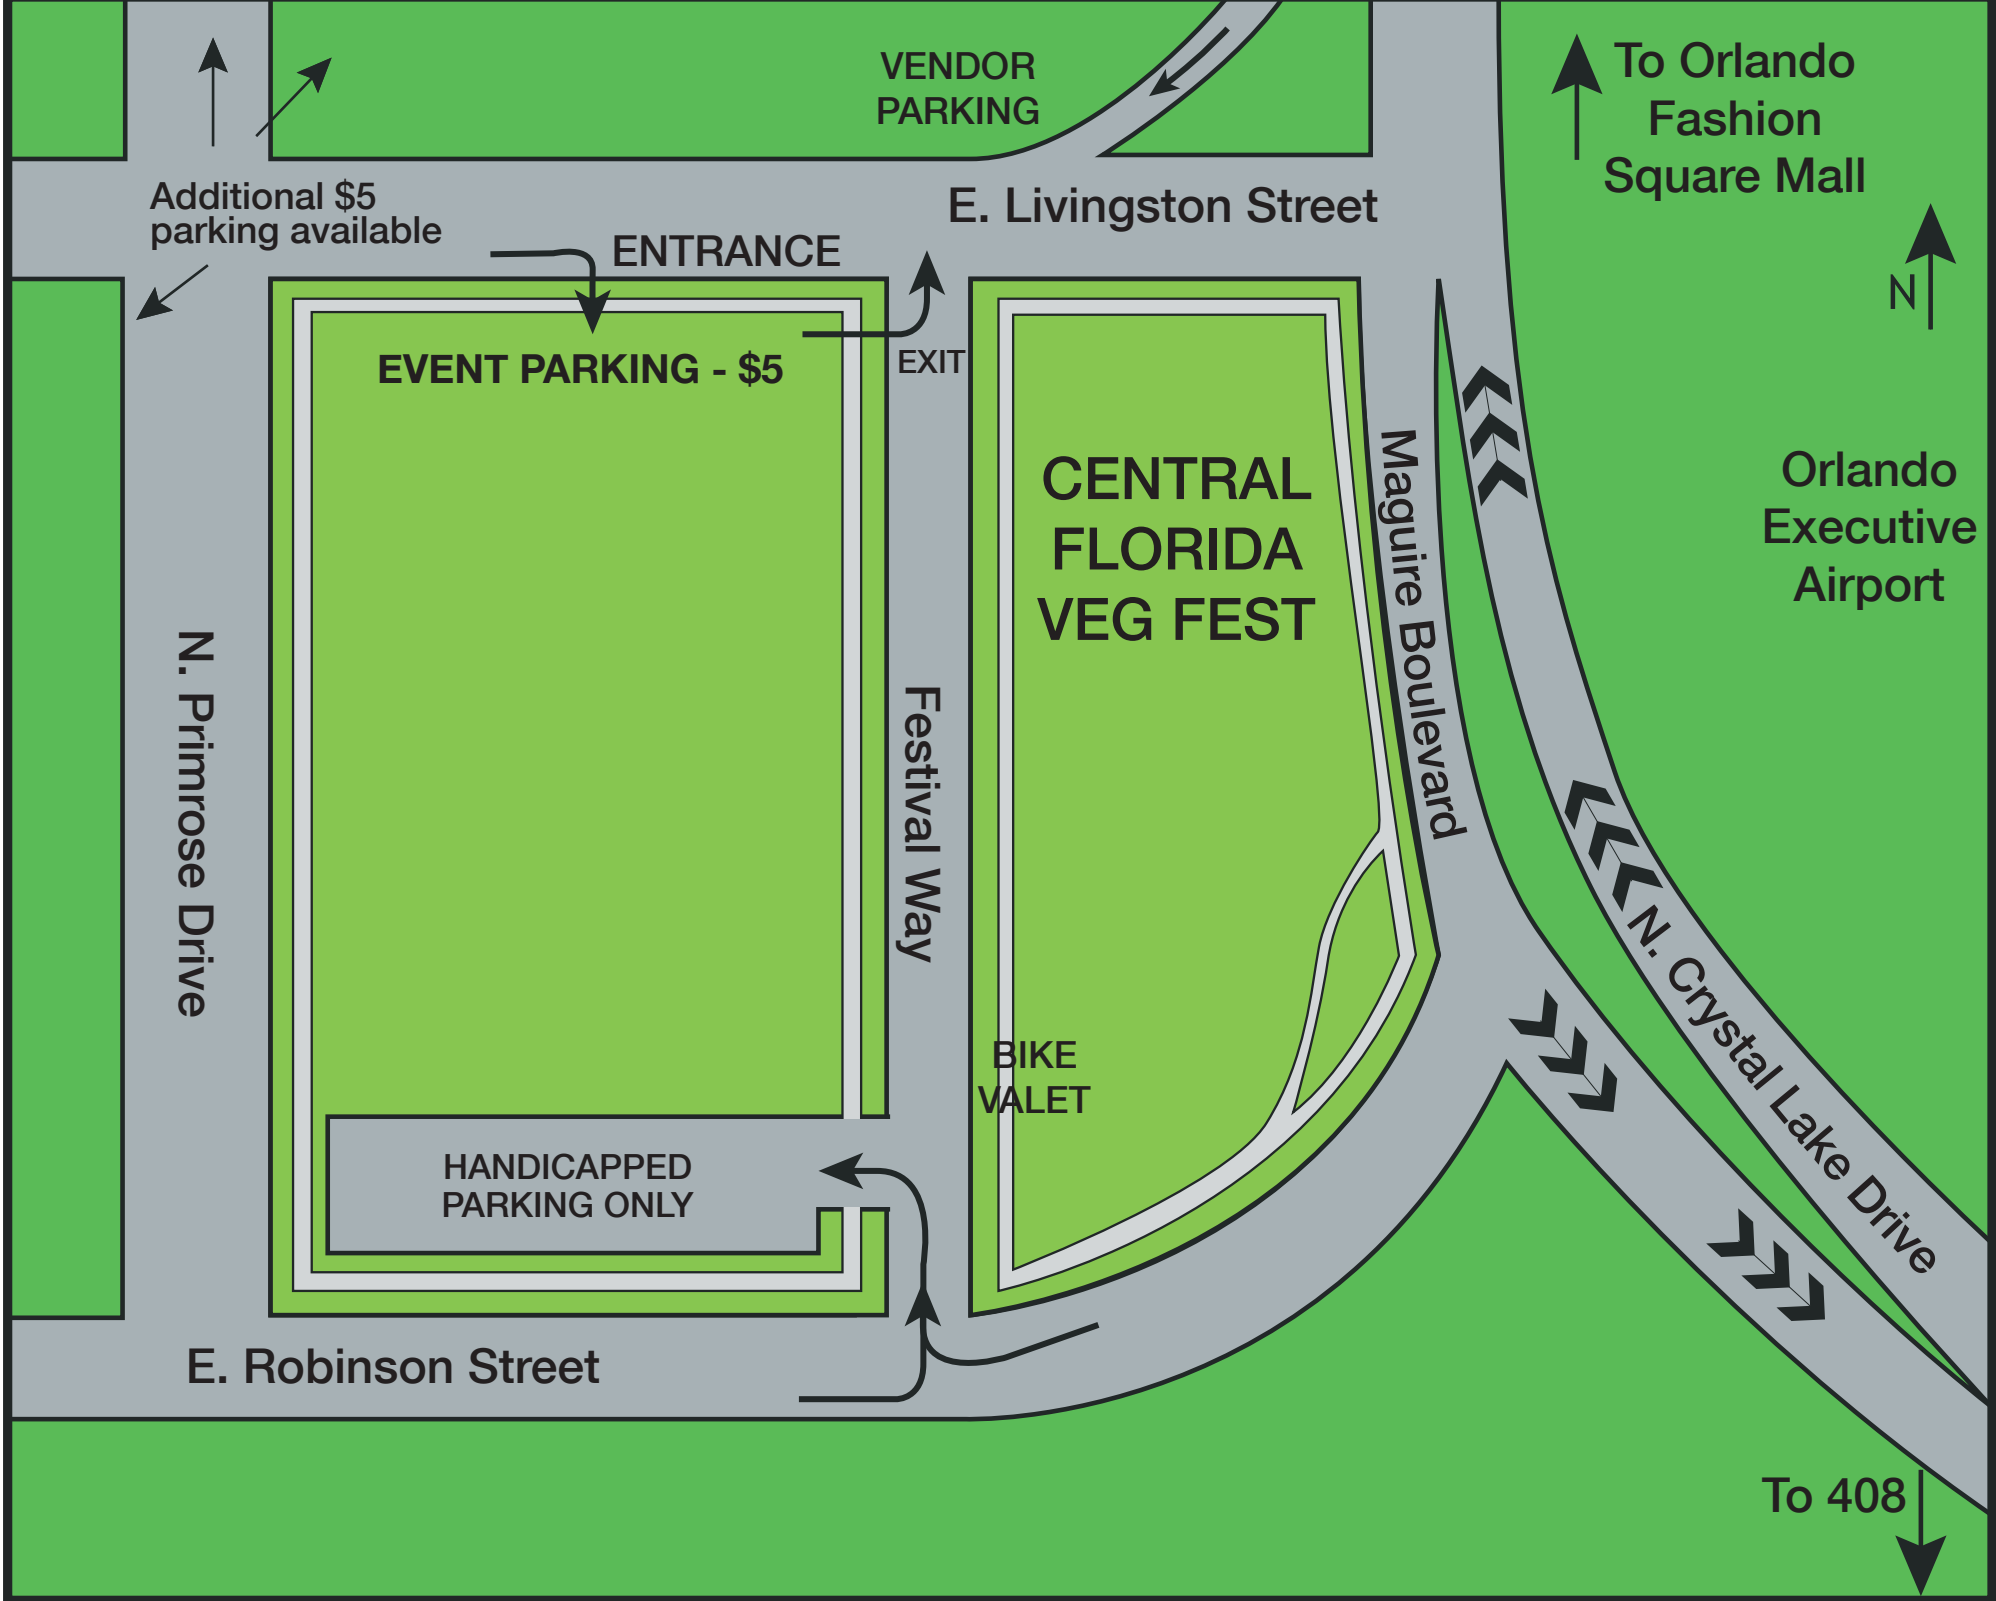 VENDOR
PARKING
To Orlando
Fashion
Square Mall
Additional $5
parking available
E. Livingston Street
ENTRANCE
N
EVENT PARKING - $5
EXIT
CENTRAL
FLORIDA
VEG FEST
Maguire Boulevard
Orlando
Executive
Airport
N. Primrose Drive
Festival Way
N. Crystal Lake Drive
BIKE
VALET
HANDICAPPED
PARKING ONLY
E. Robinson Street
To 408